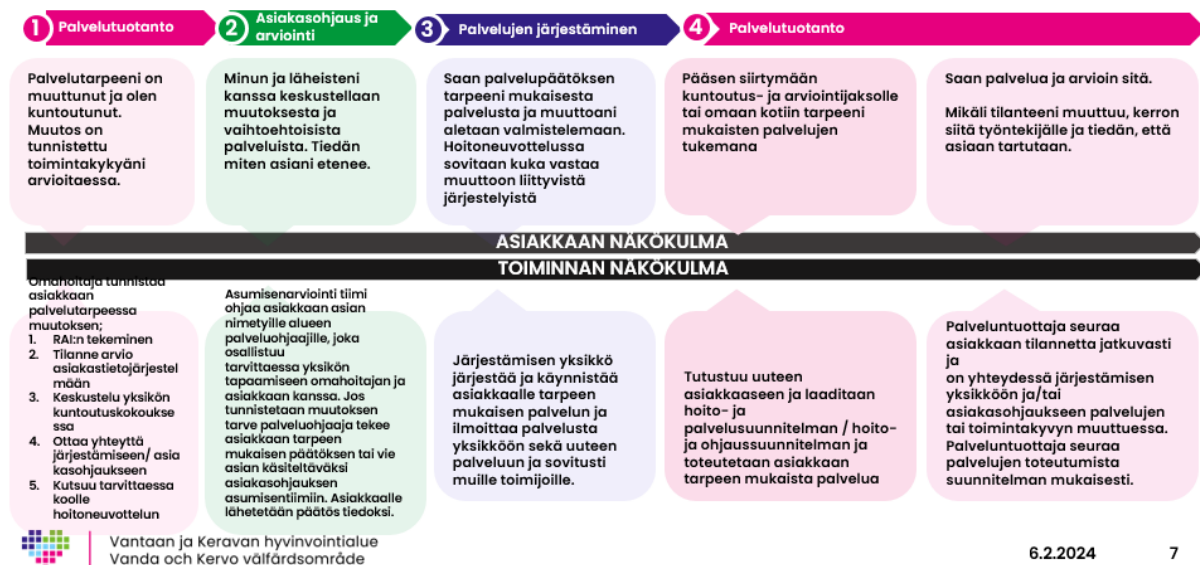 1 Palvelutuotanto
2 Asiakasohjaus ja
arviointi
3 Palvelujen järjestäminen
4 Palvelutuotanto
Palvelutarpeeni on
muuttunut ja olen
kuntoutunut.
Muutos on
tunnistettu
toimintakykyäni
arvioitaessa.
Minun ja läheisteni
kanssa keskustellaan
muutoksesta ja
vaihtoehtoisista
palveluista. Tiedän
miten asiani etenee.
Saan palvelupäätöksen
tarpeeni mukaisesta
palvelusta ja muuttoani
aletaan valmistelemaan.
Hoitoneuvottelussa
sovitaan kuka vastaa
muuttoon liittyvistä
järjestelyistä
Pääsen siirtymään
kuntoutus- ja arviointijaksolle
tai omaan kotiin tarpeeni
mukaisten palvelujen
tukemana
Saan palvelua ja arvioin sitä.
Mikäli tilanteeni muuttuu, kerron
siitä työntekijälle ja tiedän, että
asiaan tartutaan.
ASIAKKAAN NÄKÖKULMA
TOIMINNAN NÄKÖKULMA
Omahoitaja tunnistaa
asiakkaan
palvelutarpeessa
muutoksen;
1. RAI:n tekeminen
2. Tilanne arvio
asiakastietojärjestel
mään
3. Keskustelu yksikön
kuntoutuskokoukse
ssa
4. Ottaa yhteyttä
järjestämiseen/ asia
kasohjaukseen
5. Kutsuu tarvittaessa
koolle
hoitoneuvottelun
Asumisenarviointi tiimi
ohjaa asiakkaan asian
nimetyille alueen
palveluohjaajille, joka
osallistuu
tarvittaessa yksikön
tapaamiseen omahoitajan ja
asiakkaan kanssa. Jos
tunnistetaan muutoksen
tarve palveluohjaaja tekee
asiakkaan tarpeen
mukaisen päätöksen tai vie
asian käsiteltäväksi
asiakasohjauksen
asumisentiimiin. Asiakkaalle
lähetetään päätös tiedoksi.
Järjestämisen yksikkö
järjestää ja käynnistää
asiakkaalle tarpeen
mukaisen palvelun ja
ilmoittaa palvelusta
yksikköön sekä uuteen
palveluun ja sovitusti
muille toimijoille.
Tutustuu uuteen
asiakkaaseen ja laaditaan
hoito- ja
palvelusuunnitelman / hoito-
ja ohjaussuunnitelman ja
toteutetaan asiakkaan
tarpeen mukaista palvelua
Palveluntuottaja seuraa
asiakkaan tilannetta jatkuvasti
ja
on yhteydessä järjestämisen
yksikköön ja/tai
asiakasohjaukseen palvelujen
tai toimintakyvyn muuttuessa.
Palveluntuottaja seuraa
palvelujen toteutumista
suunnitelman mukaisesti.
Vantaan ja Keravan hyvinvointialue
Vanda och Kervo välfärdsområde
6.2.2024
7